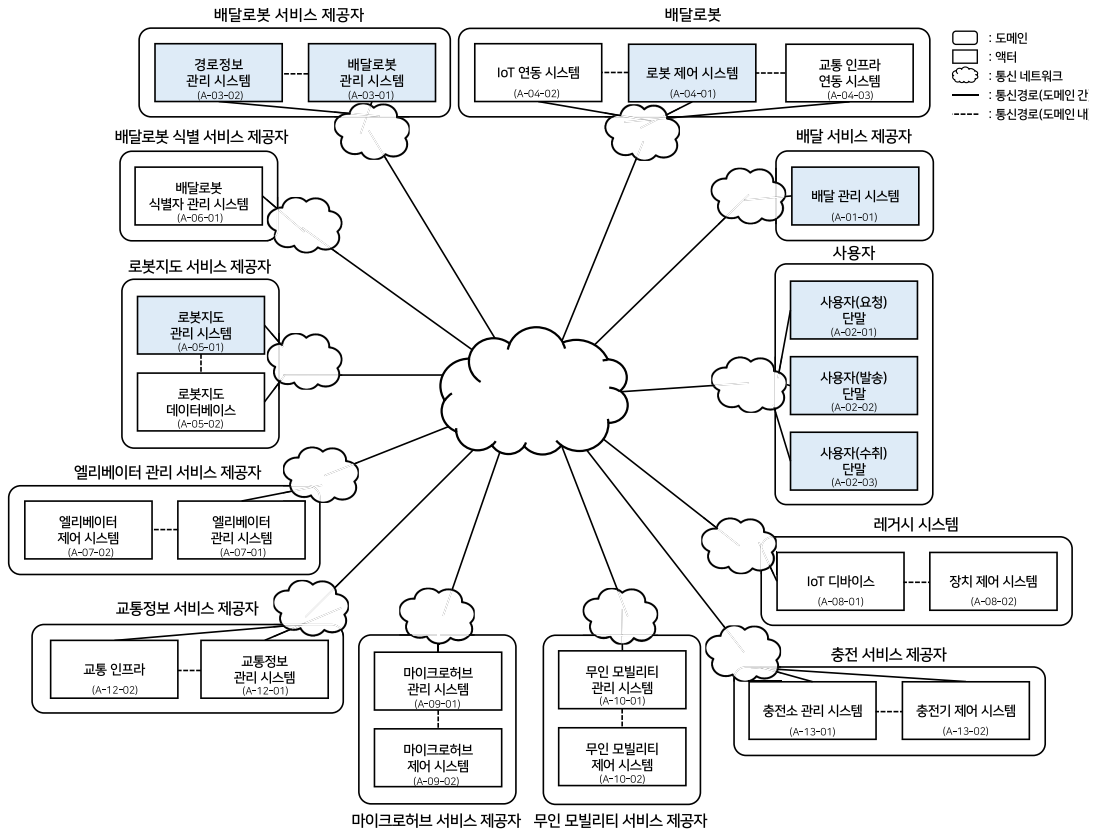 배달로봇 서비스 제공자
경로정보
관리 시스템
(A-03-02)
배달로봇
관리 시스템
(A-03-01)
배달로봇
IoT 연동 시스템
(A-04-02)
로봇 제어 시스템
(A-04-01)
교통 인프라
연동 시스템
(A-04-03)
: 도메인
: 액터
: 통신 네트워크
: 통신경로(도메인 간
: 통신경로(도메인 내
배달로봇 식별 서비스 제공자
배달로봇
식별자 관리 시스템
(A-06-01)
배달 서비스 제공자
배달 관리 시스템
(A-01-01)
로봇지도 서비스 제공자
로봇지도
관리 시스템
(A-05-01)
로봇지도
데이터베이스
(A-05-02)
사용자
사용자(요청)
단말
(A-02-01)
사용자(발송)
단말
(A-02-02)
사용자(수취)
단말
(A-02-03)
엘리베이터 관리 서비스 제공자
엘리베이터
제어 시스템
(A-07-02)
엘리베이터
관리 시스템
(A-07-01)
레거시 시스템
IoT 디바이스
(A-08-01)
장치 제어 시스템
(A-08-02)
교통정보 서비스 제공자
교통 인프라
(A-12-02)
교통정보
관리 시스템
(A-12-01)
마이크로허브
관리 시스템
(A-09-01)
마이크로허브
제어 시스템
(A-09-02)
마이크로허브 서비스 제공자
무인 모빌리티
관리 시스템
(A-10-01)
무인 모빌리티
제어 시스템
(A-10-02)
무인 모빌리티 서비스 제공자
충전 서비스 제공자
충전소 관리 시스템
(A-13-01)
충전기 제어 시스템
(A-13-02)